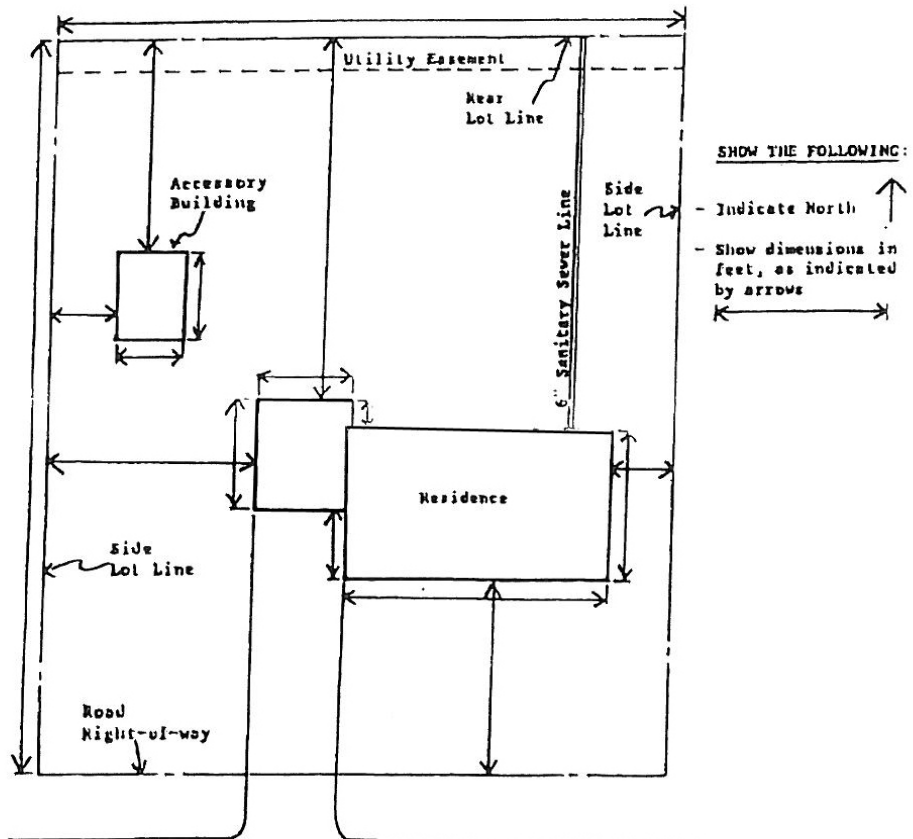 Utility Easement
Rear
Lot Line
SHOW THE FOLLOWING:
Accessory
Building
Side
Lot
Line
- Indicate North
- Show dimensions in
feet, as indicated
by arrows
6" Sanitary Sewer Line
Residence
Side
Lot Line
Road
Right-of-way